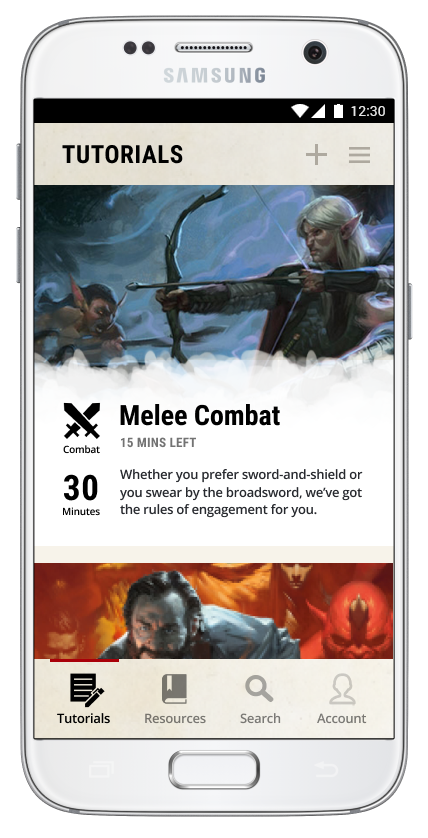 SAMSUNG
12:30
TUTORIALS
Melee Combat
15 MINS LEFT
Combat
Whether you prefer sword-and-shield or
you swear by the broadsword, we've got
the rules of engagement for you.
30
Minutes
Tutorials
Resources
Search
Account